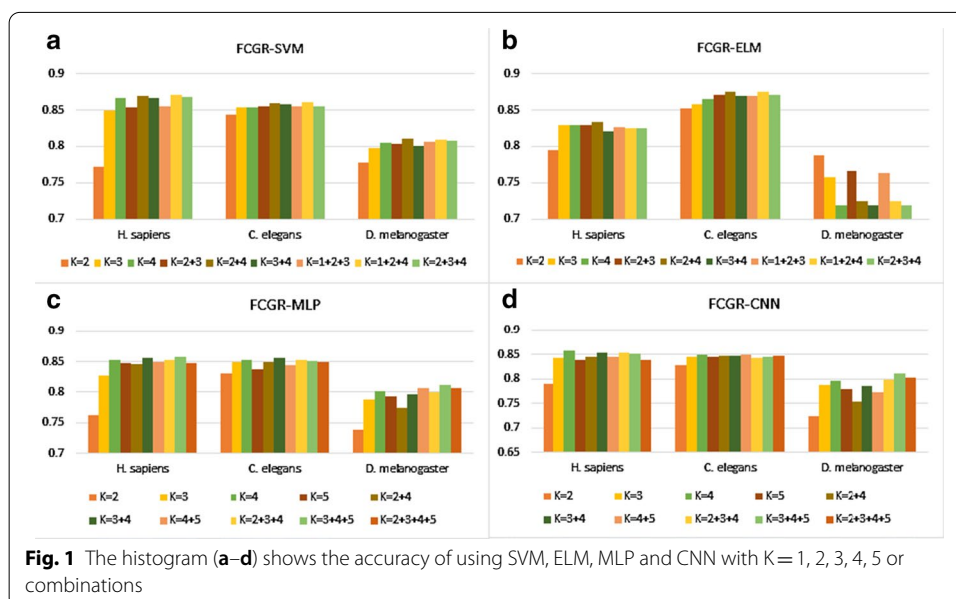 a
FCGR-SVM
0.9
0.85
0.8
0.75
0.7
H. sapiens C. elegans D. melanogaster
K=2 K=3 K=4 K=2+3 K=2+4 K=3+4 K=1+2+3 K=1+2+4 K=2+3+4
b
FCGR-ELM
0.9
0.85
0.8
0.75
0.7
H. sapiens C. elegans D. melanogaster
K=2 K=3 K=4 K=2+3 K=2+4 K=3+4 K=1+2+3 K=1+2+4 K=2+3+4
c
FCGR-MLP
0.9
0.85
0.8
0.75
0.7
H. sapiens C. elegans D. melanogaster
K=2 K=3 K=4 K=5 K=2+4
K=3+4 K=4+5 K=2+3+4 K=3+4+5 K=2+3+4+5
d
FCGR-CNN
0.9
0.85
0.8
0.75
0.7
0.65
H. sapiens C. elegans D. melanogaster
K=2 K=3 K=4 K=5 K=2+4
K=3+4 K=4+5 K=2+3+4 K=3+4+5 K=2+3+4+5
Fig. 1 The histogram (a–d) shows the accuracy of using SVM, ELM, MLP and CNN with K = 1, 2, 3, 4, 5 or
combinations